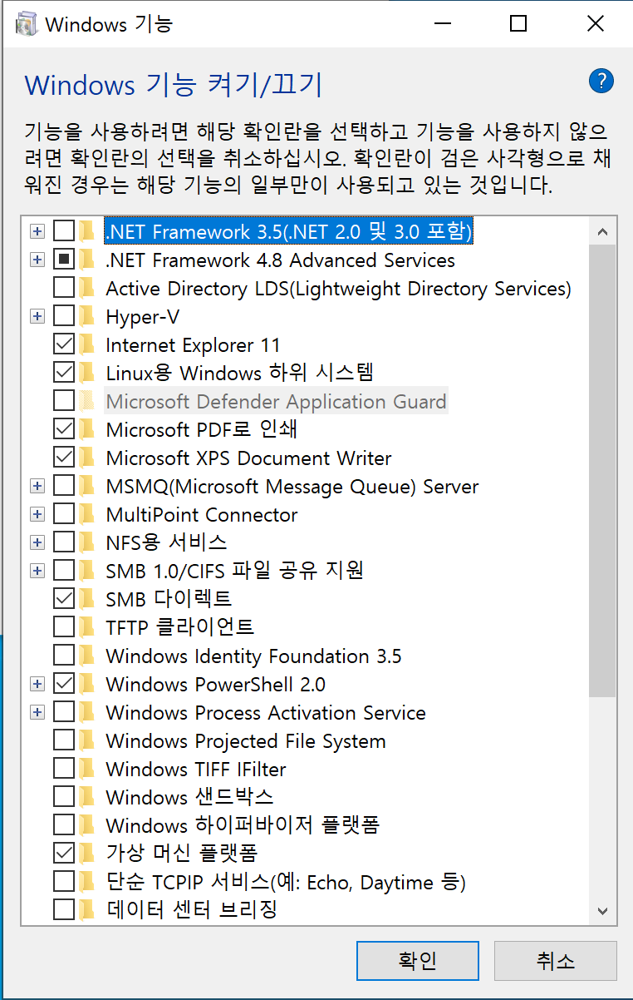 Windows 기능
Windows 기능 켜기/끄기
?
기능을 사용하려면 해당 확인란을 선택하고 기능을 사용하지 않으
려면 확인란의 선택을 취소하십시오. 확인란이 검은 사각형으로 채
워진 경우는 해당 기능의 일부만이 사용되고 있는 것입니다.
.NET Framework 3.5(.NET 2.0 및 3.0 포함)
.NET Framework 4.8 Advanced Services
Active Directory LDS(Lightweight Directory Services)
Hyper-V
Internet Explorer 11
Linux용 Windows 하위 시스템
Microsoft Defender Application Guard
Microsoft PDF로 인쇄
Microsoft XPS Document Writer
MSMQ(Microsoft Message Queue) Server
MultiPoint Connector
NFS용 서비스
SMB 1.0/CIFS 파일 공유 지원
SMB 다이렉트
TFTP 클라이언트
Windows Identity Foundation 3.5
Windows PowerShell 2.0
Windows Process Activation Service
Windows Projected File System
Windows TIFF IFilter
Windows 샌드박스
Windows 하이퍼바이저 플랫폼
가상 머신 플랫폼
단순 TCPIP 서비스(예: Echo, Daytime 등)
데이터 센터 브리징
확인
취소